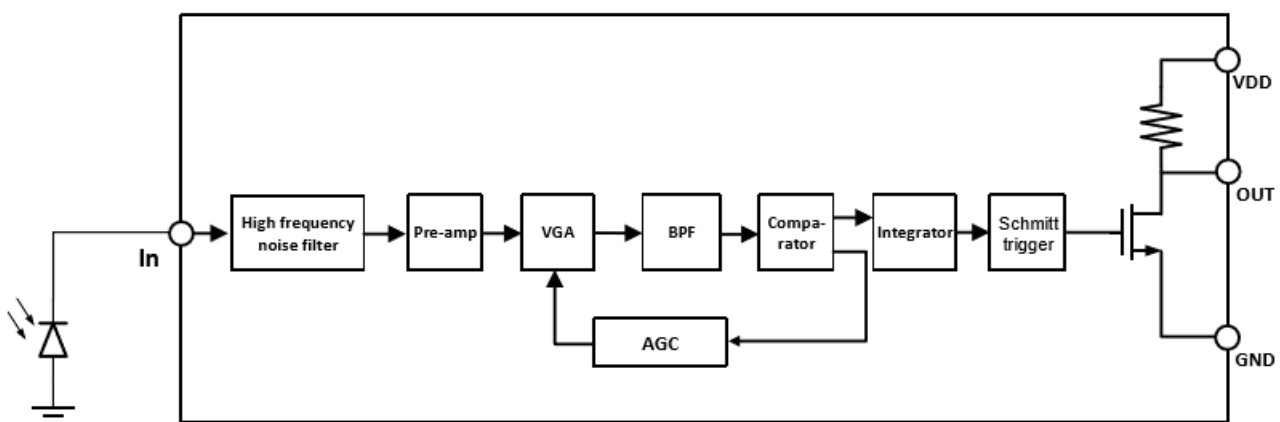 VDD
OUT
In
High frequency
noise filter
Pre-amp
VGA
BPF
Compa-
rator
Integrator
Schmitt
trigger
AGC
GND